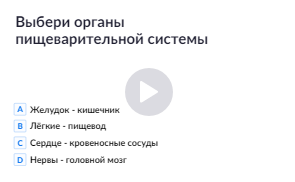 Выбери органы
пищеварительной системы
A Желудок - кишечник
B Лёгкие - пищевод
C Сердце - кровеносные сосуды
D Нервы - головной мозг